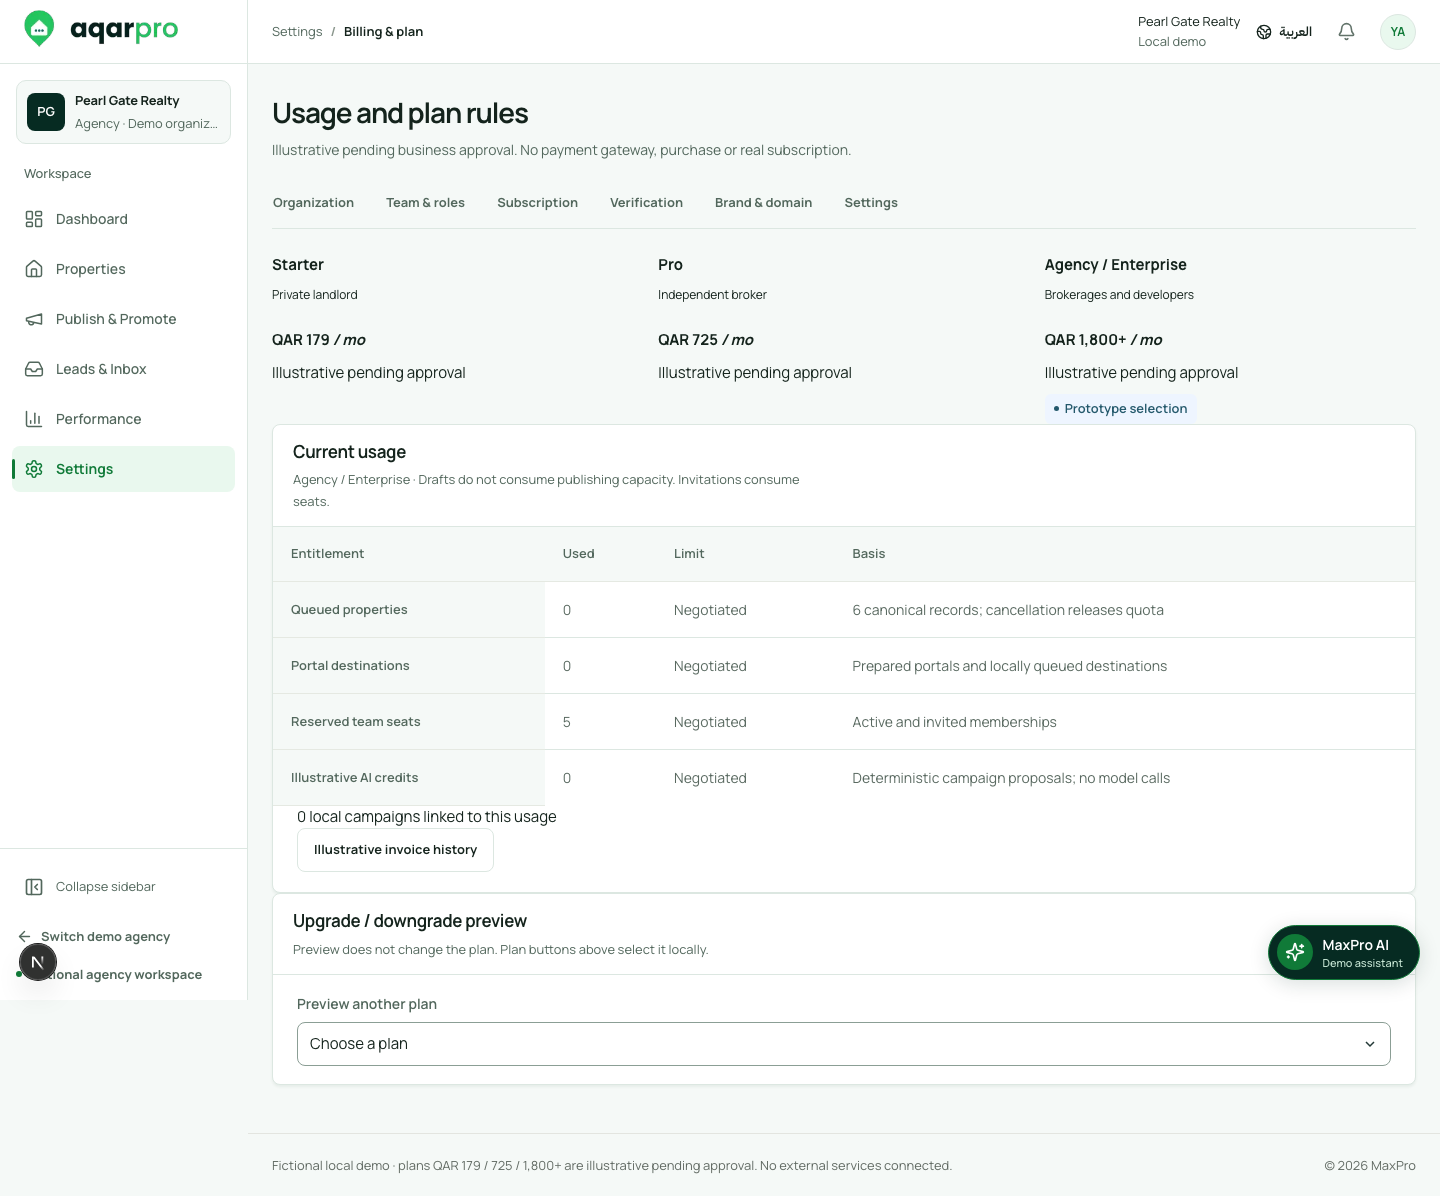 aqarpro
Settings / Billing & plan
Pearl Gate Realty
Local demo
العربية
YA
PG
Pearl Gate Realty
Agency · Demo organiz...
Workspace
Dashboard
Properties
Publish & Promote
Leads & Inbox
Performance
Settings
Collapse sidebar
Switch demo agency
tional agency workspace
N
Usage and plan rules
Illustrative pending business approval. No payment gateway, purchase or real subscription.
Organization Team & roles Subscription Verification Brand & domain Settings
Starter
Private landlord
QAR 179 / mo
Illustrative pending approval
Pro
Independent broker
QAR 725 / mo
Illustrative pending approval
Agency / Enterprise
Brokerages and developers
QAR 1,800+ / mo
Illustrative pending approval
Prototype selection
Current usage
Agency / Enterprise · Drafts do not consume publishing capacity. Invitations consume
seats.
Entitlement Used Limit Basis
Queued properties 0 Negotiated 6 canonical records; cancellation releases quota
Portal destinations 0 Negotiated Prepared portals and locally queued destinations
Reserved team seats 5 Negotiated Active and invited memberships
Illustrative AI credits 0 Negotiated Deterministic campaign proposals; no model calls
0 local campaigns linked to this usage
Illustrative invoice history
Upgrade / downgrade preview
Preview does not change the plan. Plan buttons above select it locally.
MaxPro AI
Demo assistant
Preview another plan
Choose a plan
Fictional local demo · plans QAR 179 / 725 / 1,800+ are illustrative pending approval. No external services connected.
© 2026 MaxPro